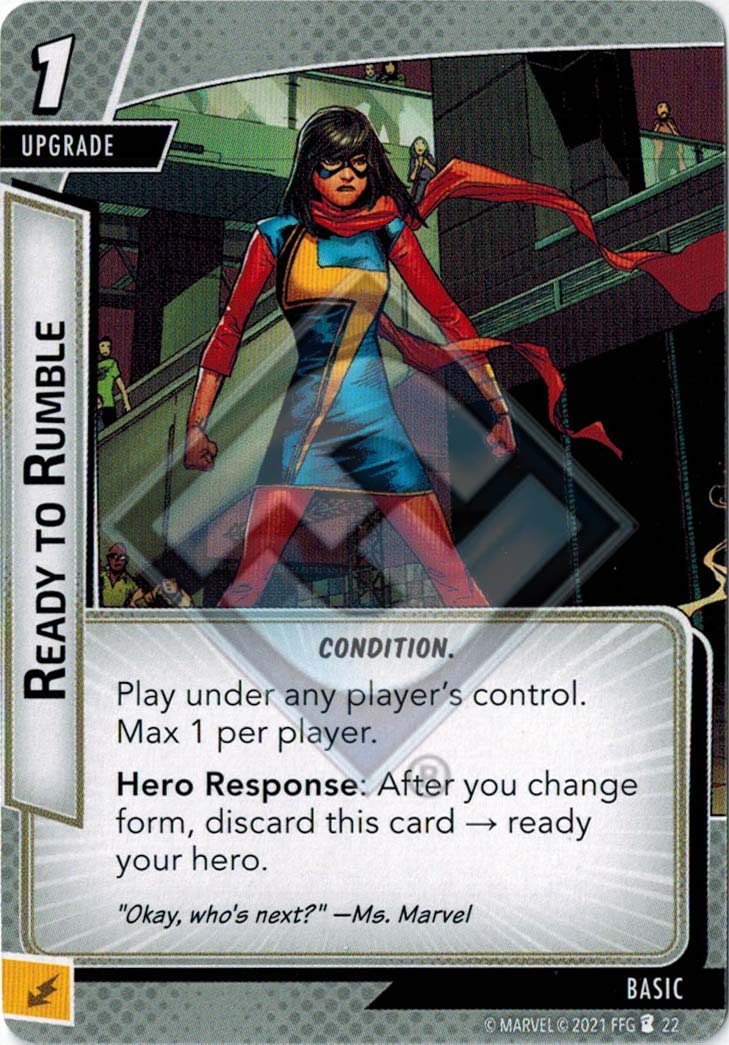 1
UPGRADE
READY TO RUMBLE
CONDITION.
Play under any player's control.
Max 1 per player.
Hero Response: After you change
form, discard this card → ready
your hero.
"Okay, who's next?" —Ms. Marvel
BASIC
© MARVEL © 2021 FFG 22
®